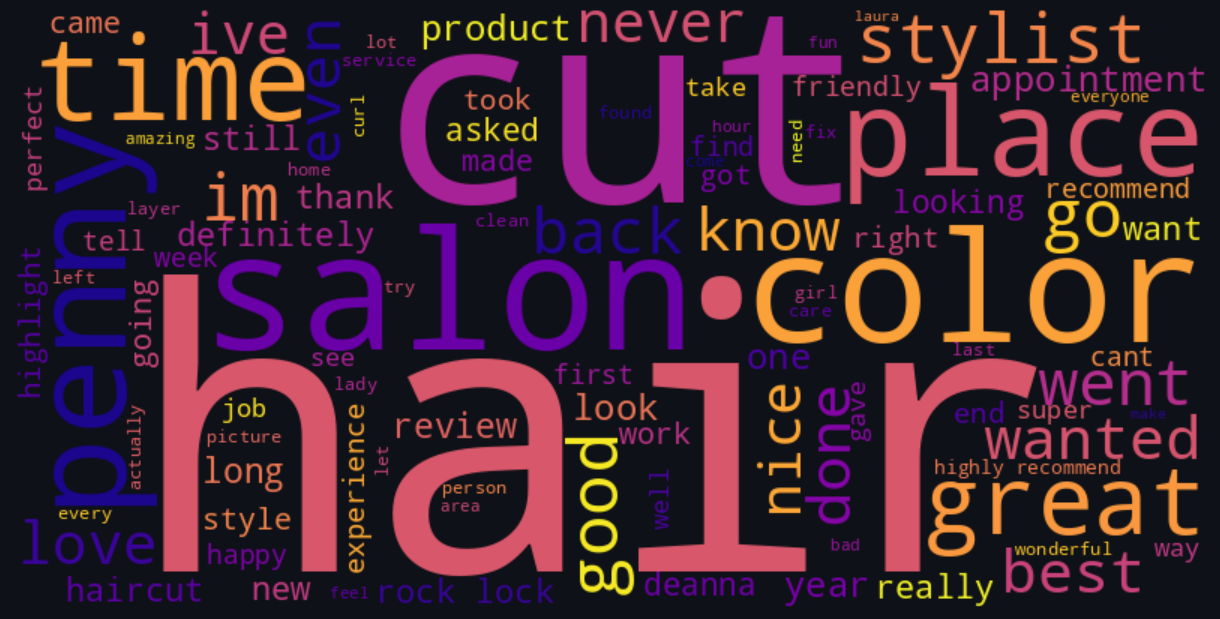 came
ive
time
lot
service
even
product
never
fun
laura
stylist
cut
took
asked
made
found
take
friendly
appointment
everyone
perfect
amazing
still
curl
hour
find
come
got
need
fix
place
penny
home
im
thank
layer
looking
recommend
go
want
tell
definitely
week
clean
back
know
right
highlight
left
going
salon
try
girl
care
color
see
lady
hair
first
one
last
cant
went
actually
job
picture
long
style
happy
experience
let
review
person
area
look
work
good
well
nice
done
gave
end
super
make
wanted
highly recommend
great
every
love
haircut
new
feel
rock lock
deanna
bad
year
really
wonderful
way
best